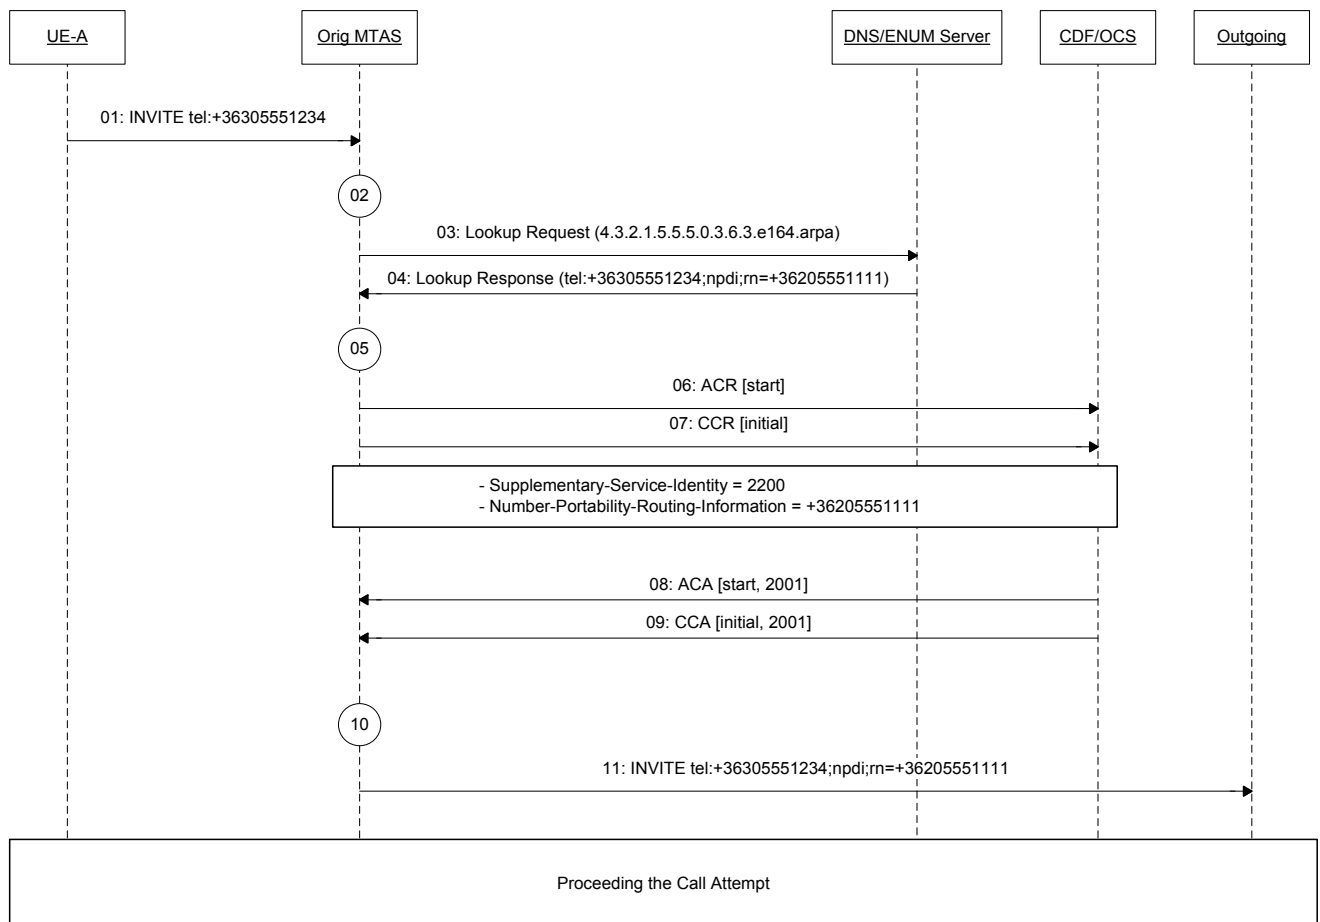 UE-A
Orig MTAS
DNS/ENUM Server
CDF/OCS
Outgoing
01: INVITE tel:+36305551234
02
03: Lookup Request (4.3.2.1.5.5.5.0.3.6.3.e164.arpa)
04: Lookup Response (tel:+36305551234;npdi;rn=+36205551111)
05
06: ACR [start]
07: CCR [initial]
- Supplementary-Service-Identity = 2200
- Number-Portability-Routing-Information = +36205551111
08: ACA [start, 2001]
09: CCA [initial, 2001]
10
11: INVITE tel:+36305551234;npdi;rn=+36205551111
Proceeding the Call Attempt